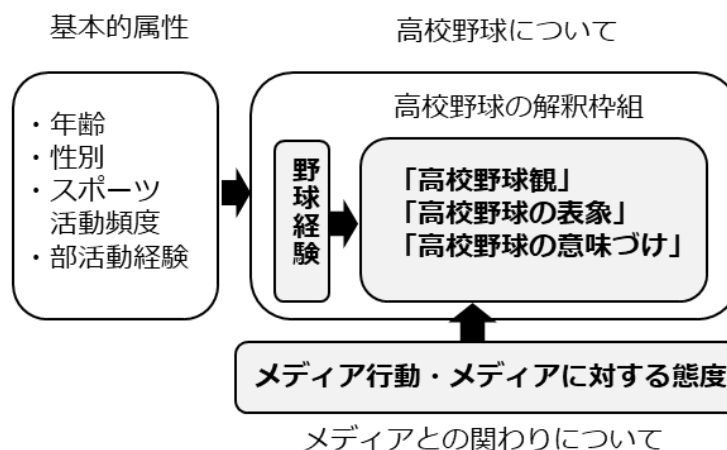 基本的属性
・年齢
・性別
・スポーツ
活動頻度
・部活動経験
高校野球について
高校野球の解釈枠組
野球経験
「高校野球観」
「高校野球の表象」
「高校野球の意味づけ」
メディア行動・メディアに対する態度
メディアとの関わりについて